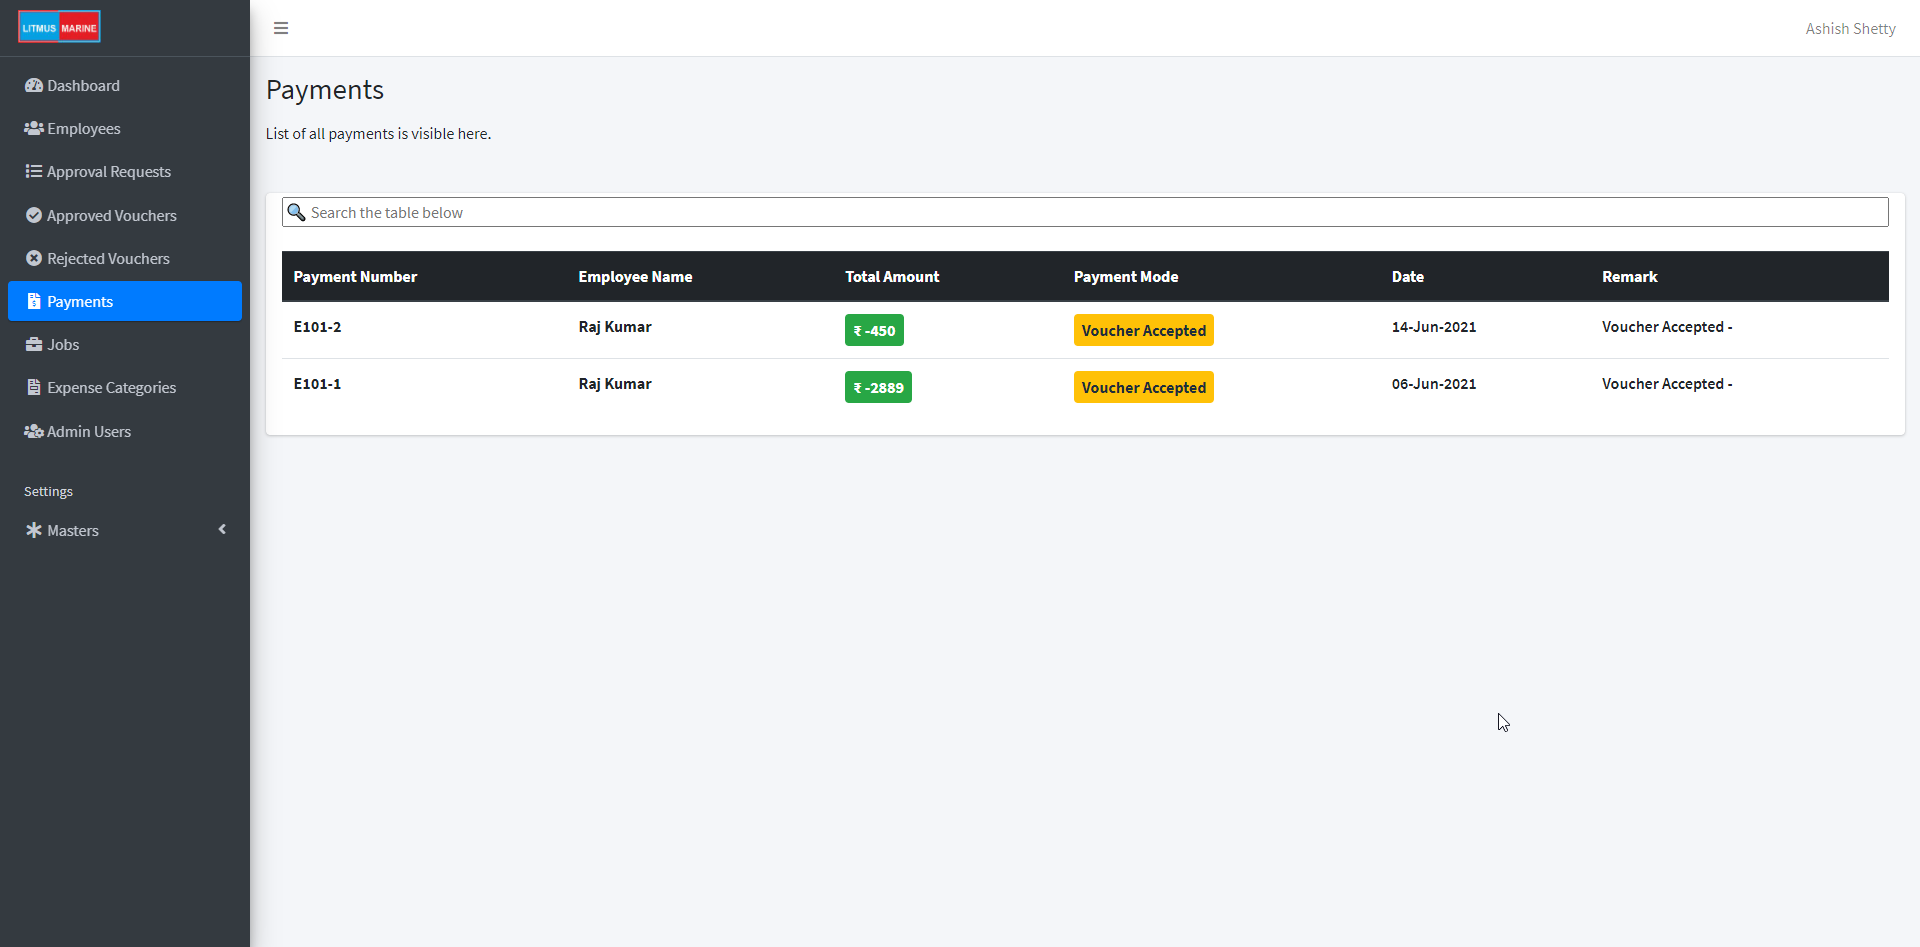 LITMUS MARINE
Ashish Shetty
Dashboard
Employees
Approval Requests
Approved Vouchers
Rejected Vouchers
Payments
Jobs
Expense Categories
Admin Users
Settings
Masters
Payments
List of all payments is visible here.
Search the table below
Payment Number Employee Name Total Amount Payment Mode Date Remark
E101-2 Raj Kumar ₹ -450 Voucher Accepted 14-Jun-2021 Voucher Accepted -
E101-1 Raj Kumar ₹ -2889 Voucher Accepted 06-Jun-2021 Voucher Accepted -